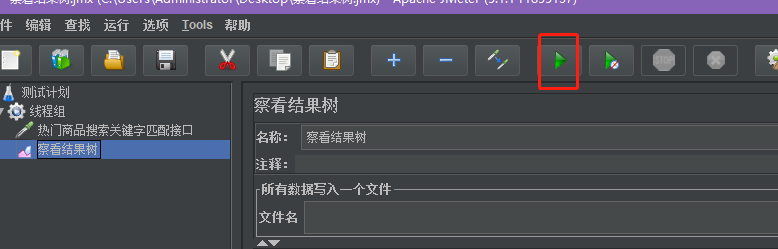 件 编辑 查找 运行 选项 Tools 帮助
STOP
测试计划
线程组
热门商品搜索关键字匹配接口
察看结果树
察看结果树
名称： 察看结果树
注释：
所有数据写入一个文件
文件名